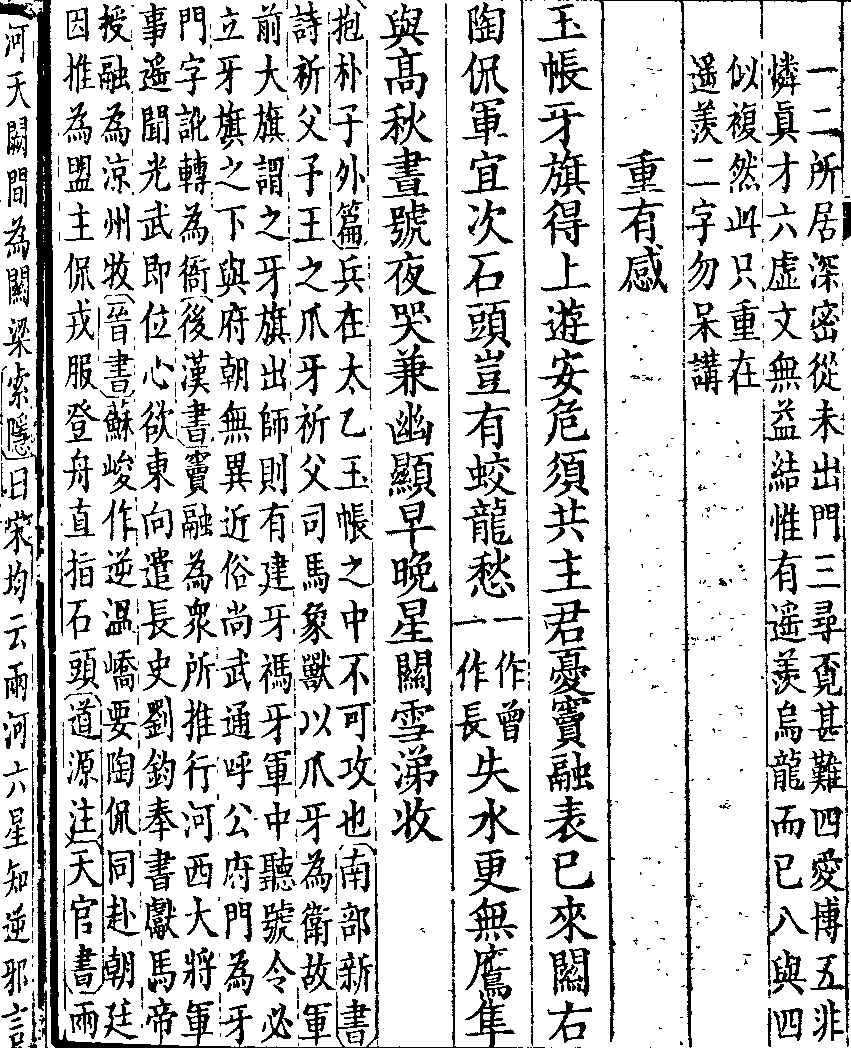 一二所居深密從未出門三尋覔甚難四愛博五非
憐眞才六虛文無益結惟有遥羨烏龍而已八與四
似複然此只重在
遥羨二字勿呆講
重有感
玉帳牙旗得上遊安危須共主君憂竇融表已來關右
陶侃軍宜次石頭豈有蛟龍愁一作曾一作長失水更無鷹隼
與高秋晝號夜哭兼幽顯早晚星關雪涕收
抱朴子外篇兵在太乙玉帳之中不可攻也南部新書
詩祈父予王之爪牙祈父司馬象獸以爪牙為衛故軍
前大旗謂之牙旗出師則有建牙禡牙軍中聽號令必
立牙旗之下與府朝無異近俗尚武通呼公府門為牙
門字訛轉為衙後漢書竇融為衆所推行河西大將軍
事遥聞光武即位心欲東向遣長史劉鈞奉書獻馬帝
授融為凉州牧晉書蘇峻作逆溫嶠要陶侃同赴朝廷
因推為盟主侃戎服登舟直指石頭道源注天官書兩
河天闕間為關梁索隱曰宋均云兩河六星知逆邪言